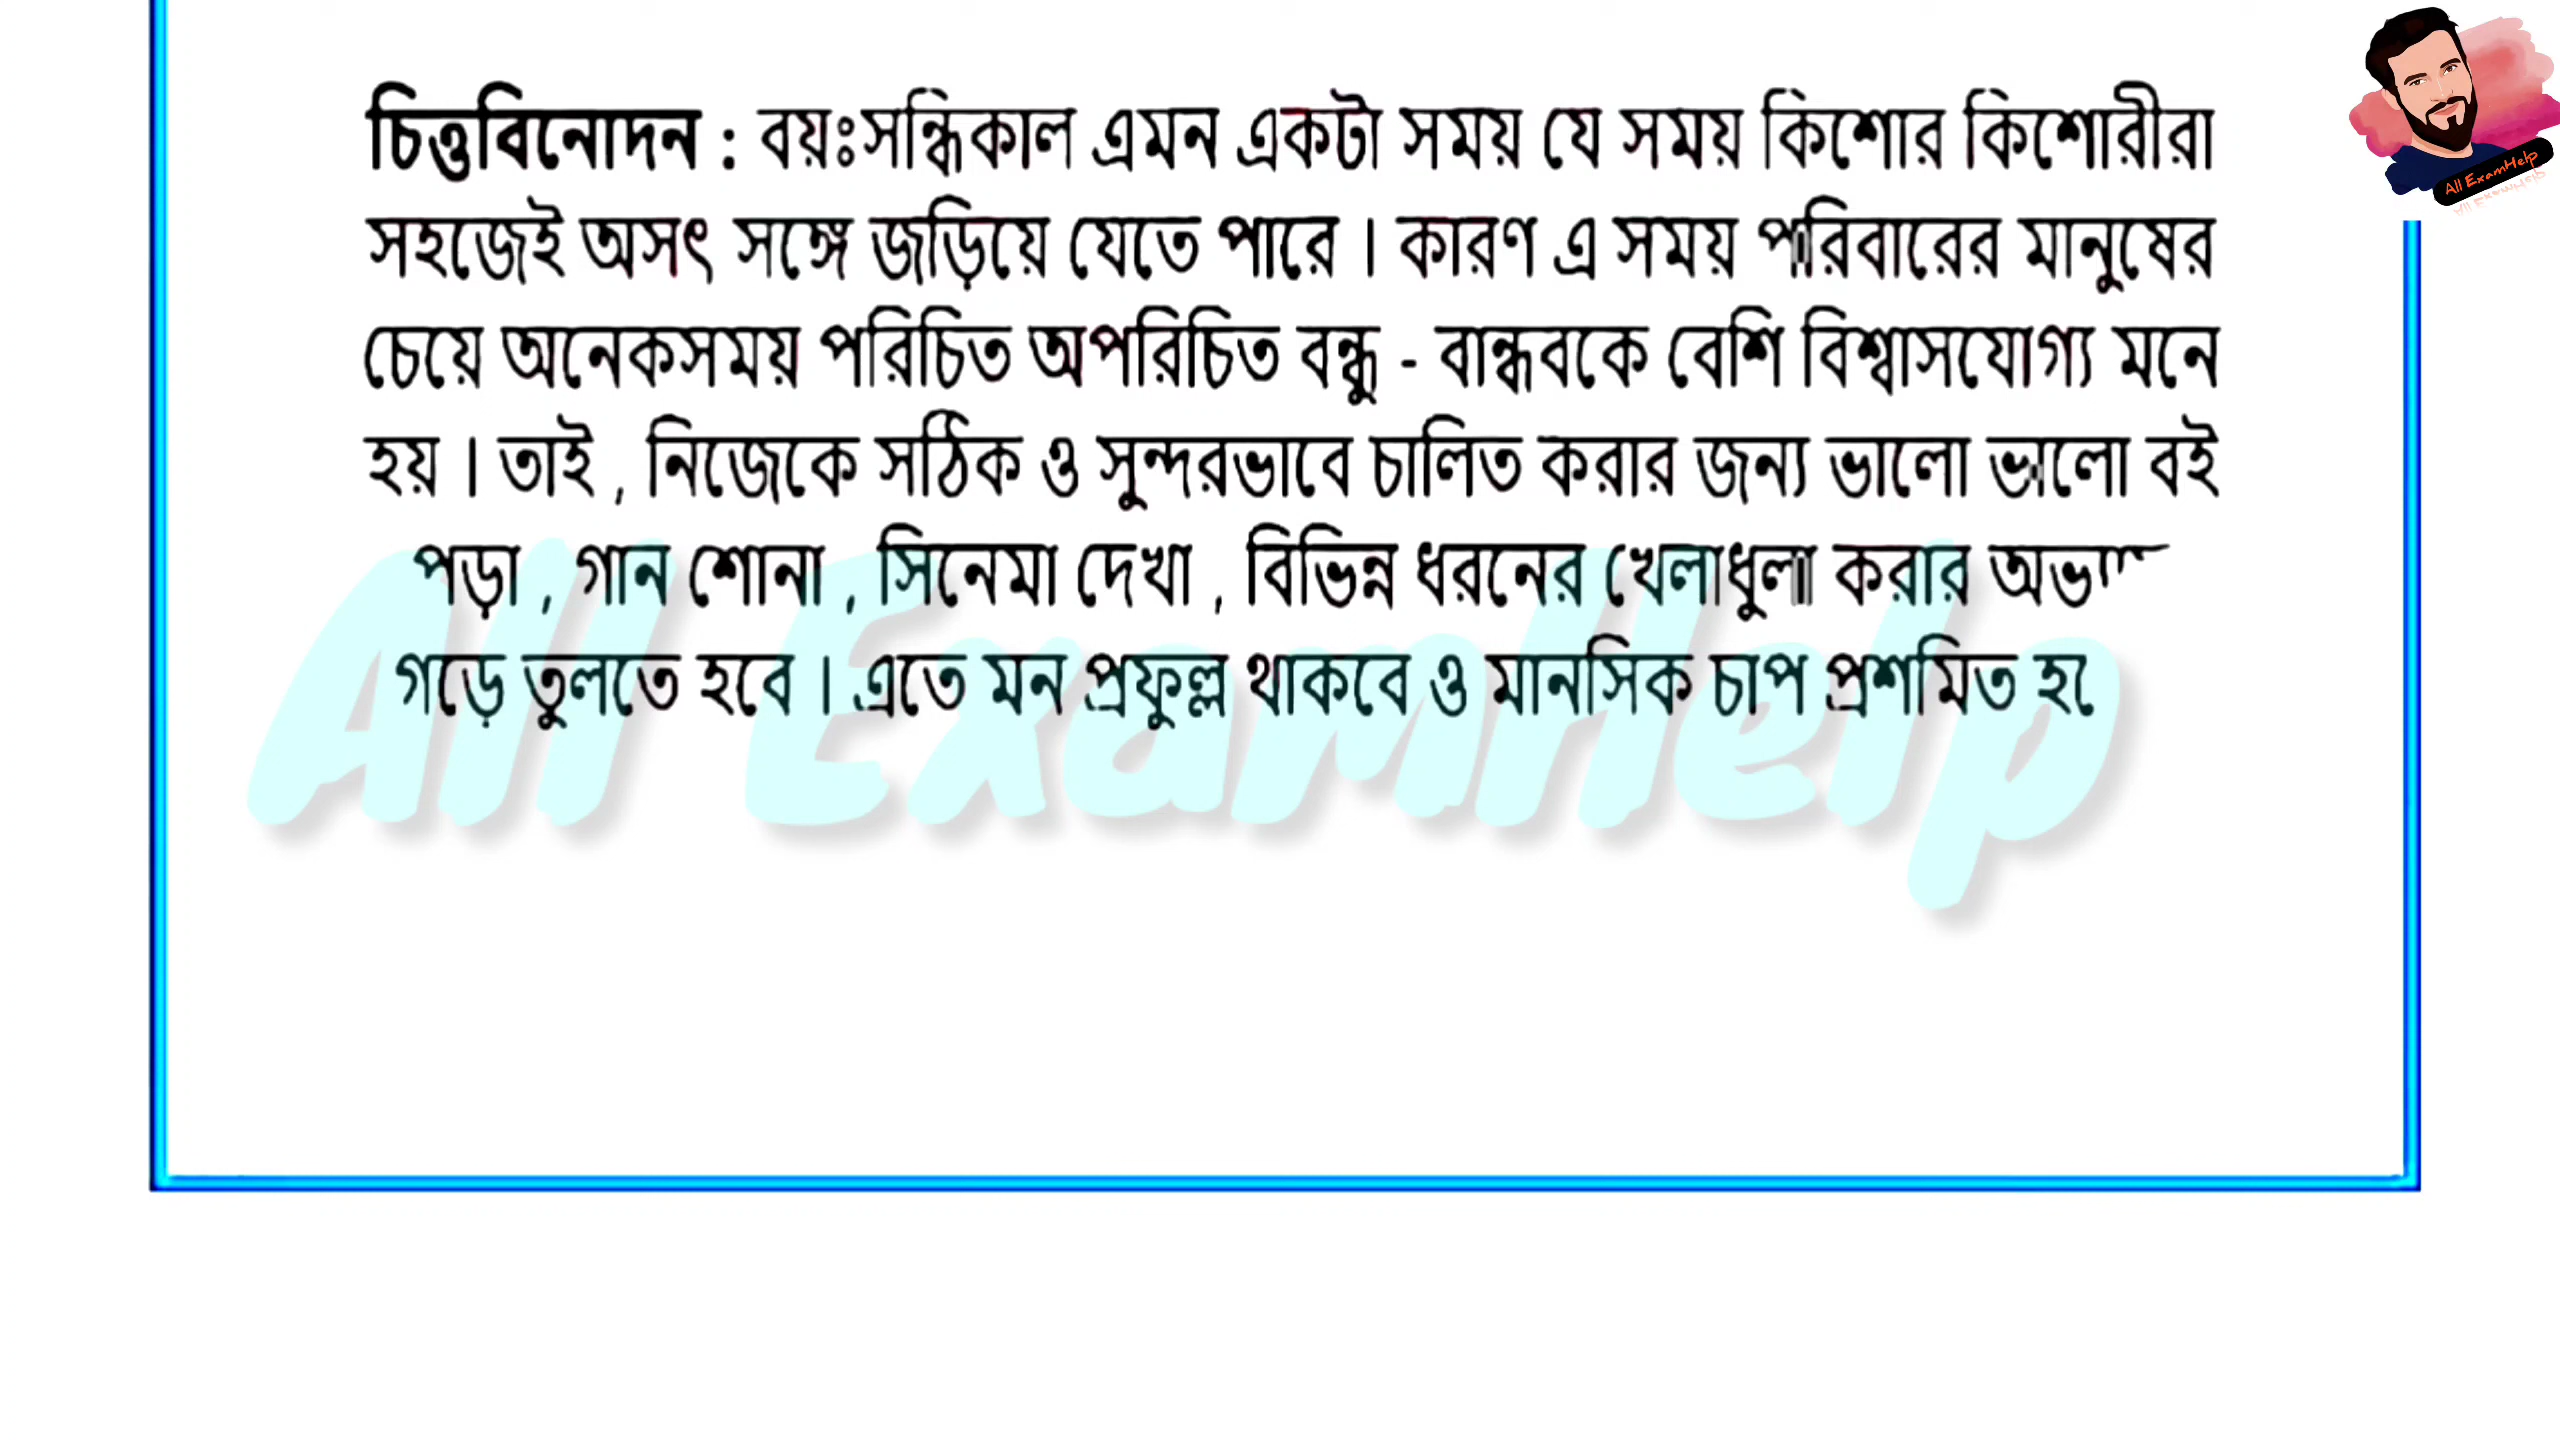 চিত্তবিনোদন : বয়ঃসন্ধিকাল এমন একটা সময় যে সময় কিশোর কিশোরীরা
সহজেই অসৎ সঙ্গে জড়িয়ে যেতে পারে । কারণ এ সময় পরিবারের মানুষের
চেয়ে অনেকসময় পরিচিত অপরিচিত বন্ধু - বান্ধবকে বেশি বিশ্বাসযোগ্য মনে
হয় । তাই , নিজেকে সঠিক ও সুন্দরভাবে চালিত করার জন্য ভালো ভালো বই
পড়া , গান শোনা , সিনেমা দেখা , বিভিন্ন ধরনের খেলাধুলা করার
গড়ে তুলতে হবে । এতে মন প্রফুল্ল থাকবে ও মানসিক চাপ প্রশমিত
All ExamHelp
All ExamHelp